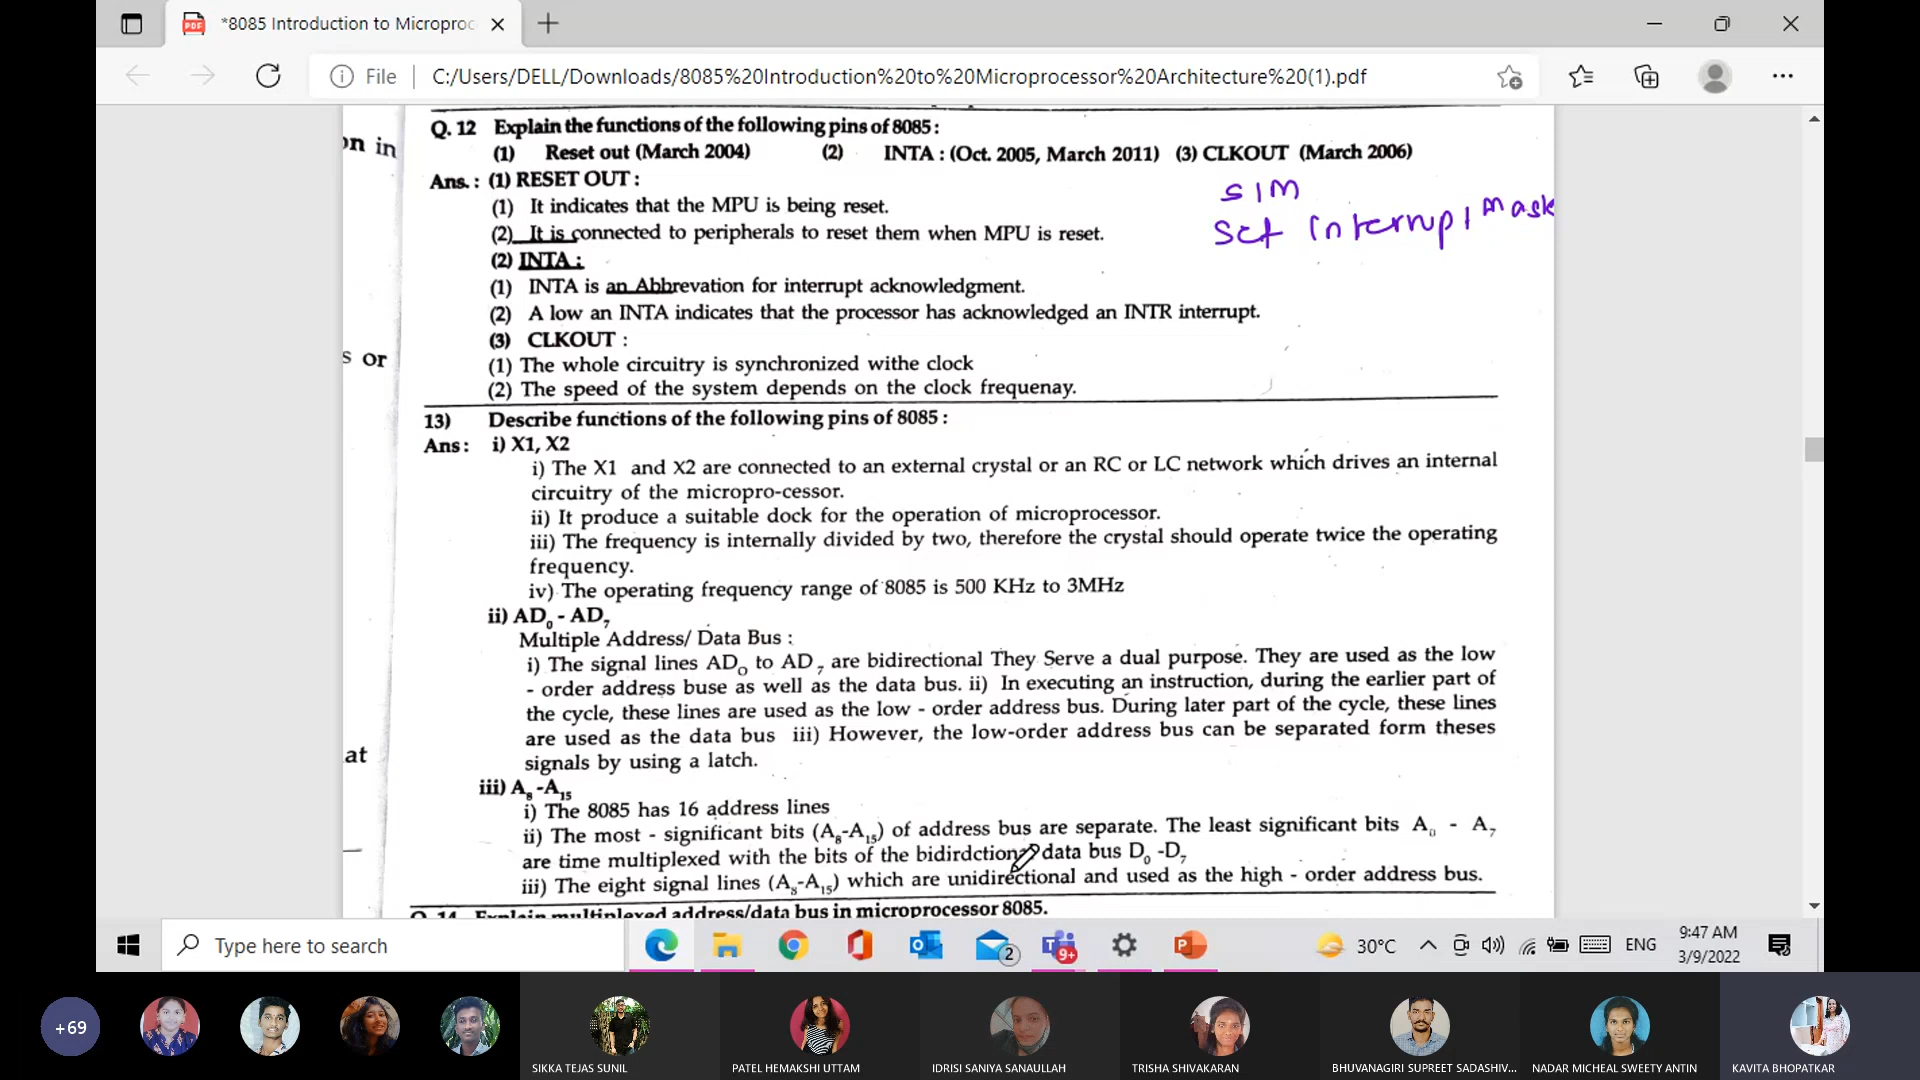 *8085 Introduction to Microproc
File
C:/Users/DELL/Downloads/8085%20Introduction%20to%20Microprocessor%20Architecture%20(1).pdf
on in
s or
at
Q. 12 Explain the functions of the following pins of 8085 :
(1) Reset out (March 2004) (2) INTA : (Oct. 2005, March 2011) (3) CLKOUT (March 2006)
Ans. : (1) RESET OUT :
SIM
(1) It indicates that the MPU is being reset.
Set Interrupt Mask
(2) It is connected to peripherals to reset them when MPU is reset.
(2) INTA :
(1) INTA is an Abbrevation for interrupt acknowledgment.
(2) A low an INTA indicates that the processor has acknowledged an INTR interrupt.
(3) CLKOUT :
(1) The whole circuitry is synchronized withe clock
(2) The speed of the system depends on the clock frequenay.
13) Describe functions of the following pins of 8085 :
Ans : i) X1, X2
i) The X1 and X2 are connected to an external crystal or an RC or LC network which drives an internal
circuitry of the micropro-cessor.
ii) It produce a suitable dock for the operation of microprocessor.
iii) The frequency is internally divided by two, therefore the crystal should operate twice the operating
frequency.
iv) The operating frequency range of 8085 is 500 KHz to 3MHz
ii) AD0 - AD7
Multiple Address/ Data Bus :
i) The signal lines AD0 to AD7 are bidirectional They Serve a dual purpose. They are used as the low
- order address buse as well as the data bus. ii) In executing an instruction, during the earlier part of
the cycle, these lines are used as the low - order address bus. During later part of the cycle, these lines
are used as the data bus iii) However, the low-order address bus can be separated form theses
signals by using a latch.
iii) A8 -A15
i) The 8085 has 16 address lines
ii) The most - significant bits (A8-A15) of address bus are separate. The least significant bits A0 - A7
are time multiplexed with the bits of the bidirdctional data bus D0 -D7
iii) The eight signal lines (A8-A15) which are unidirectional and used as the high - order address bus.
Q. 14 Explain multiplexed address/data bus in microprocessor 8085.
Type here to search
2
9+
30°C
ENG
9:47 AM
3/9/2022
+69
SIKKA TEJAS SUNIL
PATEL HEMAKSHI UTTAM
IDRISI SANIYA SANAULLAH
TRISHA SHIVAKARAN
BHUVANAGIRI SUPREET SADASHIV...
NADAR MICHEAL SWEETY ANTIN
KAVITA BHOPATKAR